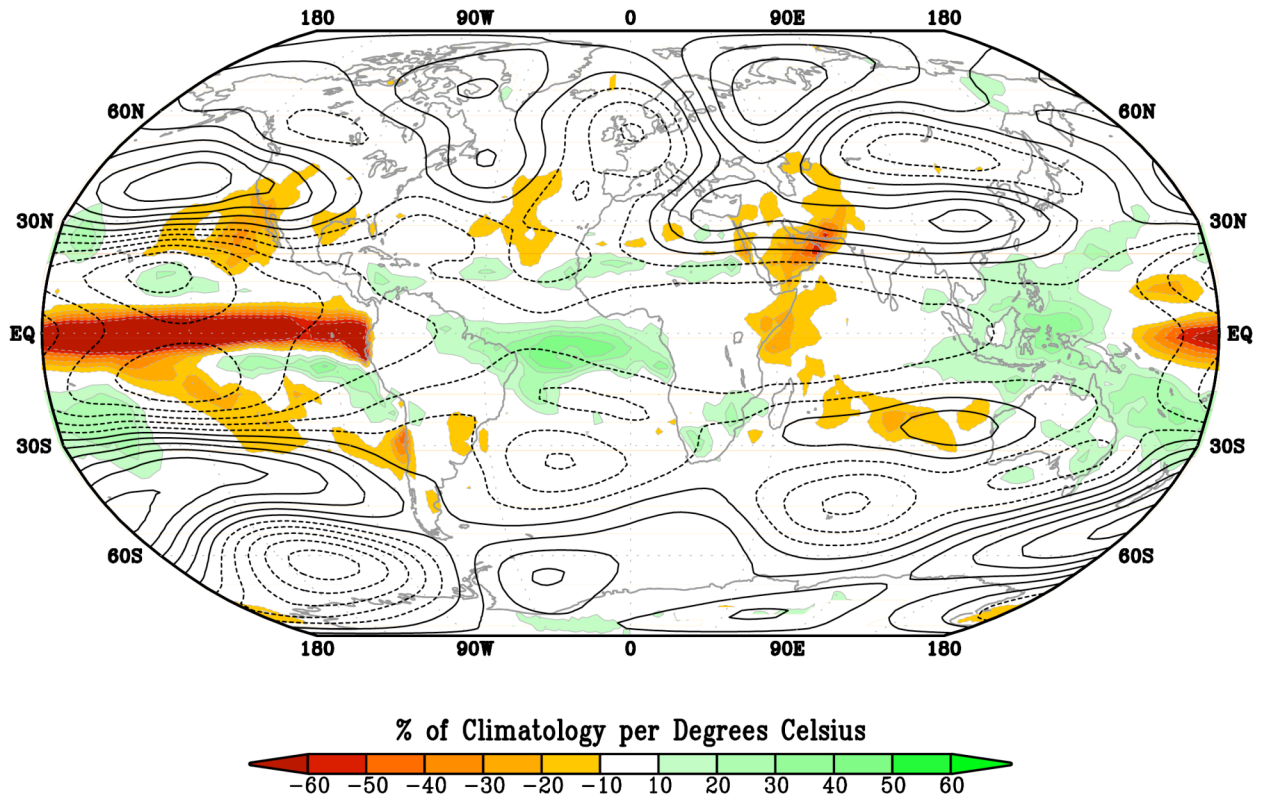 180 90W 0 90E 180
60N 60N
30N 30N
EQ EQ
30S 30S
60S 60S
180 90W 0 90E 180
% of Climatology per Degrees Celsius
-60 -50 -40 -30 -20 -10 10 20 30 40 50 60